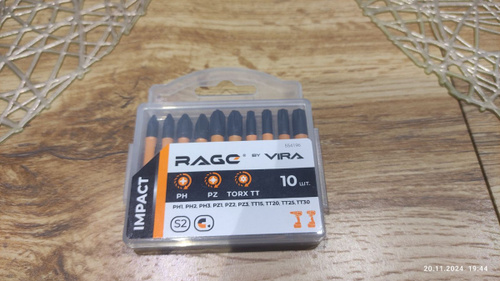 RAGE® BY VIRA
PH PZ TORX TT
10 шт.
PH1, PH2, PH3, PZ1, PZ2, PZ3, TT15, TT20, TT25, TT30
IMPACT
S2
20.11.2024 19:44